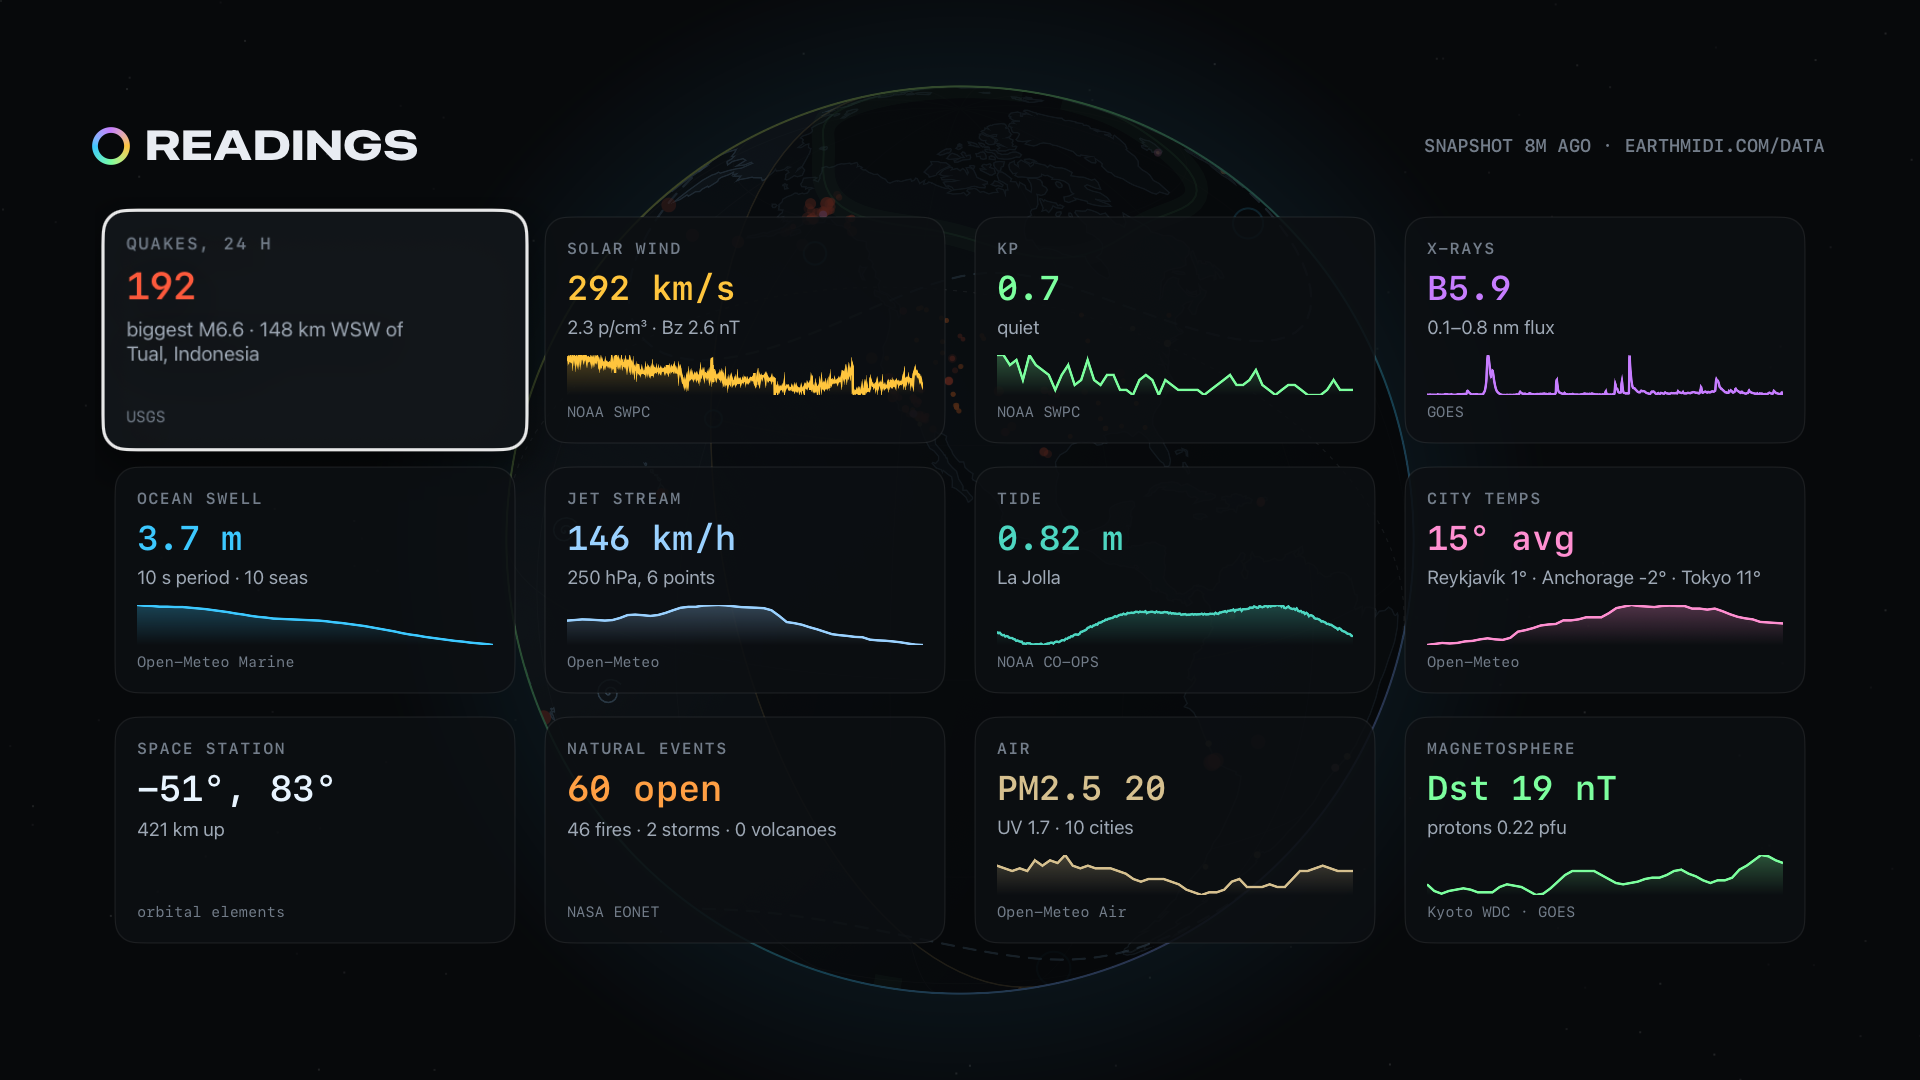 READINGS
SNAPSHOT 8M AGO · EARTHMIDI.COM/DATA
QUAKES, 24 H
192
biggest M6.6 · 148 km WSW of
Tual, Indonesia
USGS
SOLAR WIND
292 km/s
2.3 p/cm³ · Bz 2.6 nT
NOAA SWPC
KP
0.7
quiet
NOAA SWPC
X-RAYS
B5.9
0.1–0.8 nm flux
GOES
OCEAN SWELL
3.7 m
10 s period · 10 seas
Open-Meteo Marine
JET STREAM
146 km/h
250 hPa, 6 points
Open-Meteo
TIDE
0.82 m
La Jolla
NOAA CO-OPS
CITY TEMPS
15° avg
Reykjavík 1° · Anchorage -2° · Tokyo 11°
Open-Meteo
SPACE STATION
−51°, 83°
421 km up
orbital elements
NATURAL EVENTS
60 open
46 fires · 2 storms · 0 volcanoes
NASA EONET
AIR
PM2.5 20
UV 1.7 · 10 cities
Open-Meteo Air
MAGNETOSPHERE
Dst 19 nT
protons 0.22 pfu
Kyoto WDC · GOES